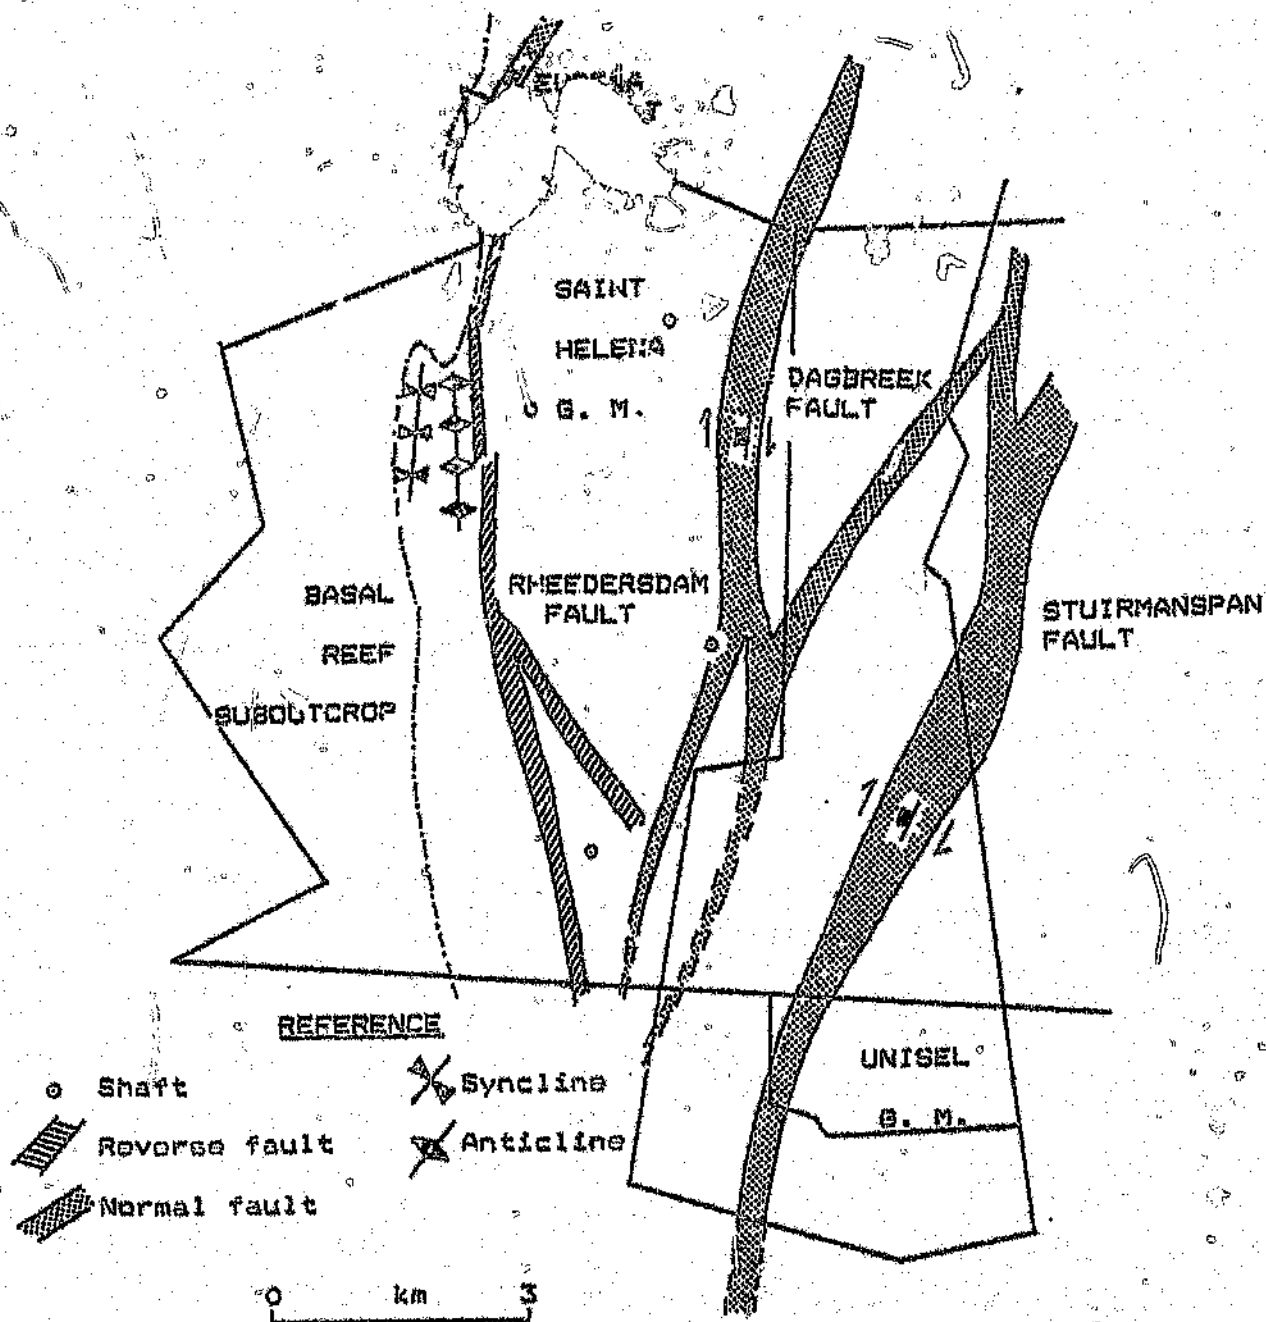 SAINT
HELENA
G. M.
DAGBREEK
FAULT
RHEEDERSDAM
FAULT
BASAL
REEF
SUBOUTCROP
STUIRMANSPAN
FAULT
REFERENCE
Shaft
Syncline
Reverse fault
Anticline
Normal fault
UNISEL
G. M.
0 km 3